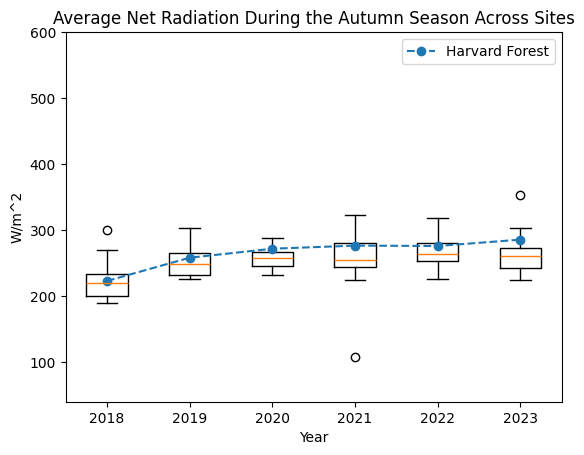 Average Net Radiation During the Autumn Season Across Sites
Harvard Forest
W/m^2
600
500
400
300
200
100
2018 2019 2020 2021 2022 2023
Year